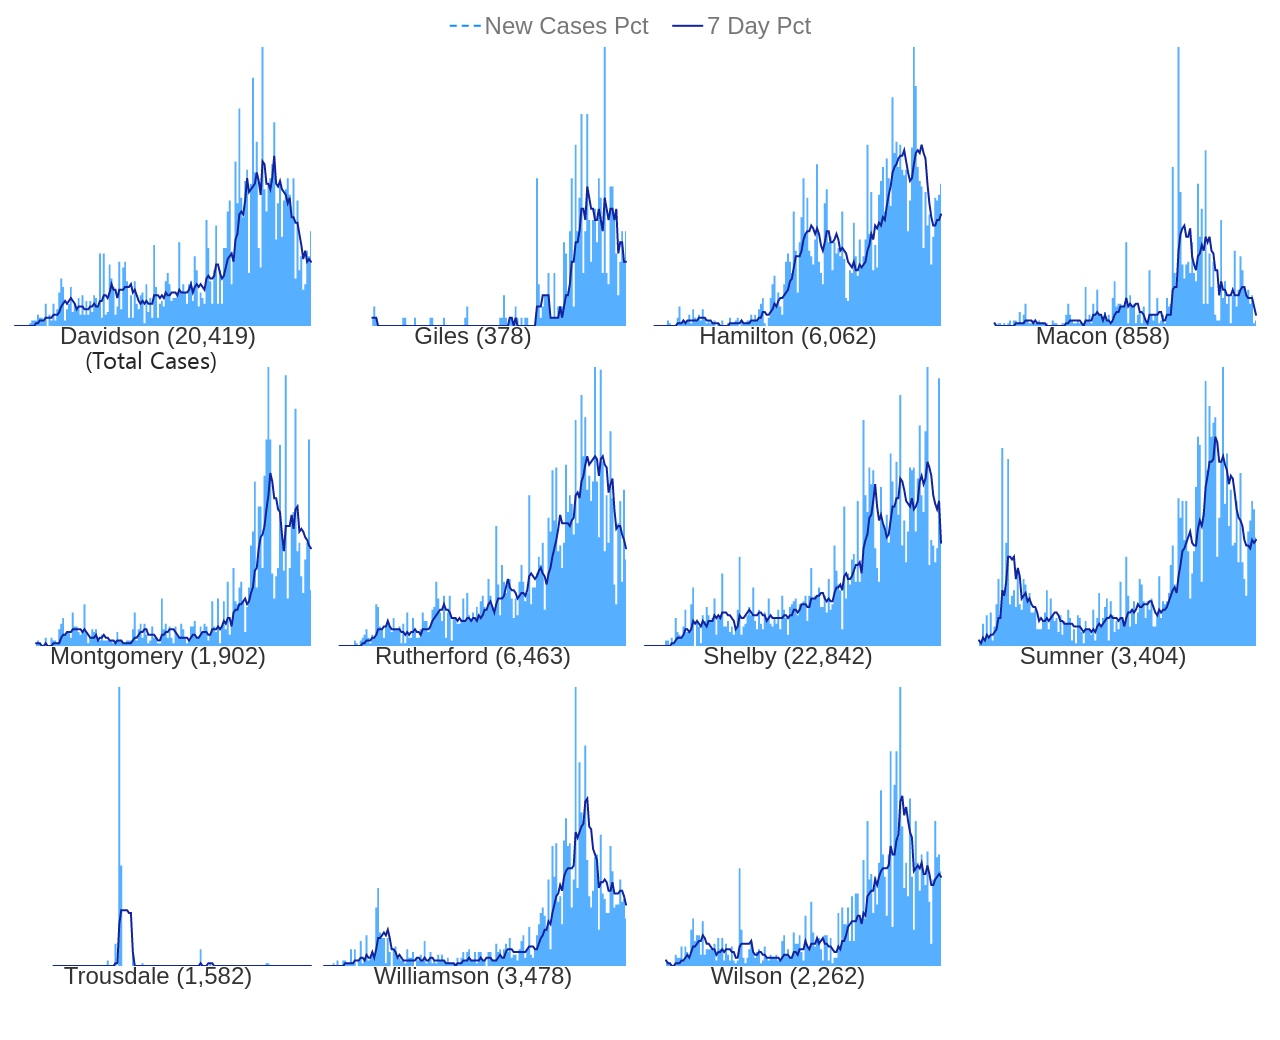 New Cases Pct 7 Day Pct
Davidson (20,419) Giles (378) Hamilton (6,062) Macon (858)
(Total Cases)
Montgomery (1,902) Rutherford (6,463) Shelby (22,842) Sumner (3,404)
Trousdale (1,582) Williamson (3,478) Wilson (2,262)